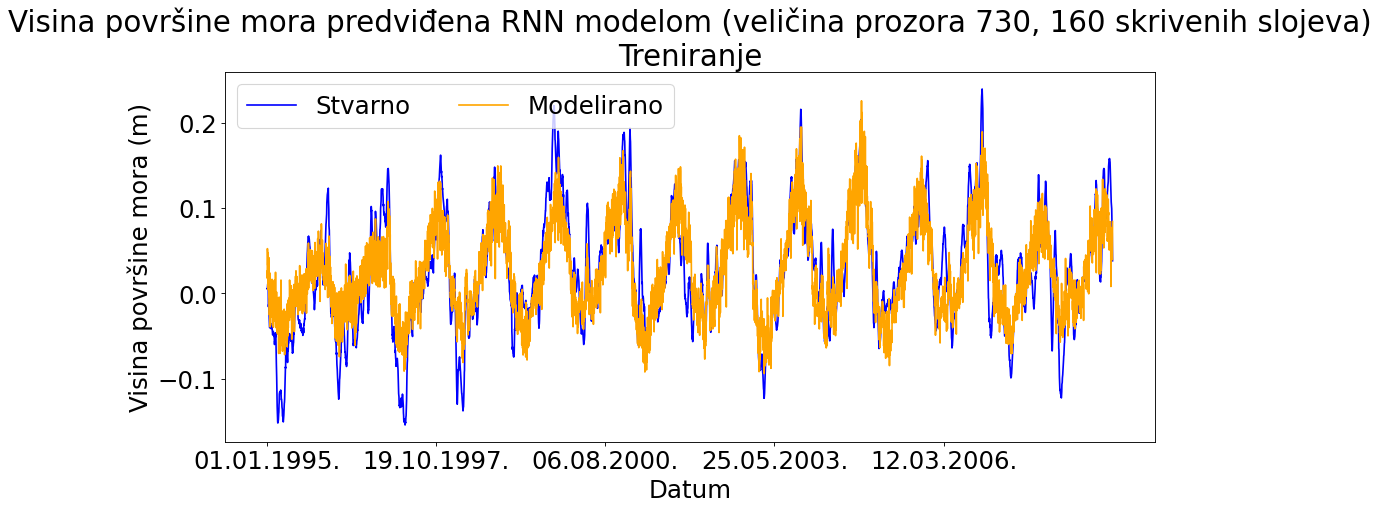 Visina površine mora predviđena RNN modelom (veličina prozora 730, 160 skrivenih slojeva)
Treniranje
Stvarno
Modelirano
Visina površine mora (m)
0.2
0.1
0.0
−0.1
01.01.1995.
19.10.1997.
06.08.2000.
25.05.2003.
12.03.2006.
Datum